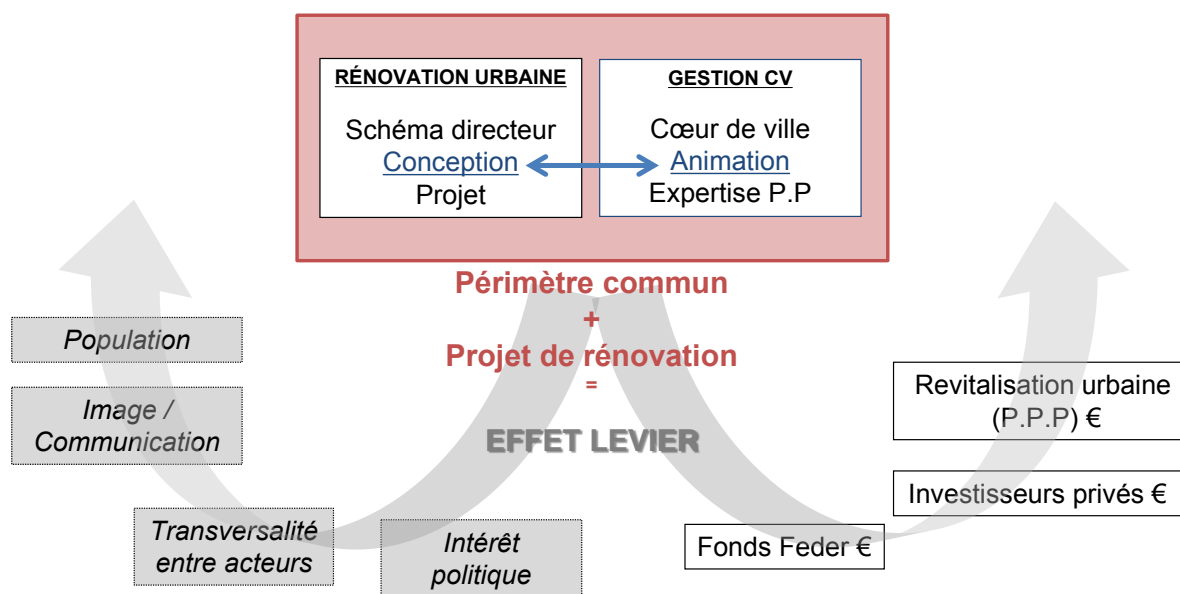 RÉNOVATION URBAINE
Schéma directeur
Conception
Projet
GESTION CV
Cœur de ville
Animation
Expertise P.P
Périmètre commun
+
Projet de rénovation
=
EFFET LEVIER
Population
Image /
Communication
Transversalité
entre acteurs
Intérêt
politique
Fonds Feder €
Investisseurs privés €
Revitalisation urbaine
(P.P.P) €